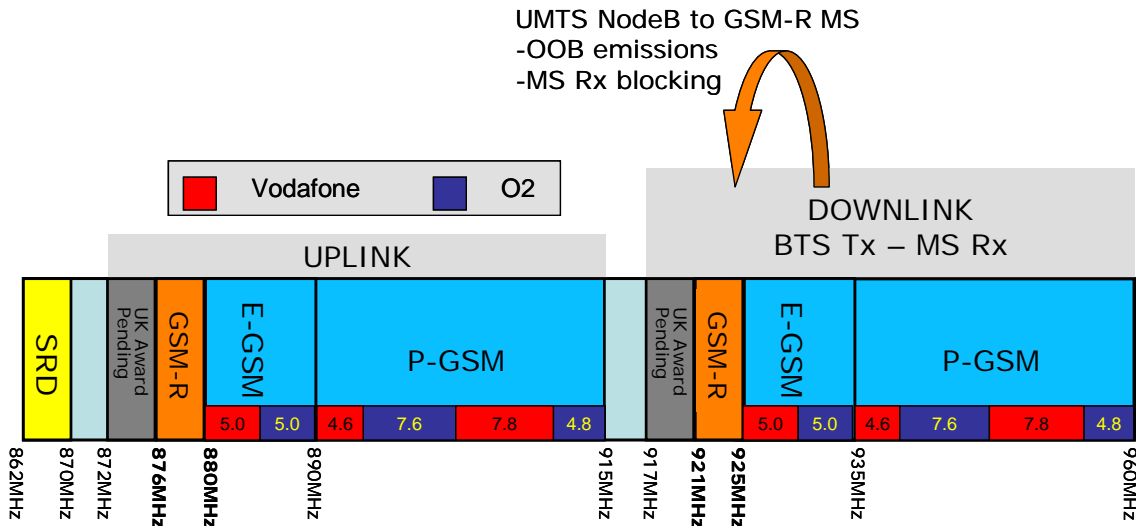 UMTS NodeB to GSM-R MS
-OOB emissions
-MS Rx blocking
Vodafone
O2
DOWNLINK
BTS Tx – MS Rx
UPLINK
SRD
UK Award
Pending
GSM-R
E-GSM
P-GSM
UK Award
Pending
GSM-R
E-GSM
P-GSM
5.0
5.0
4.6
7.6
7.8
4.8
5.0
5.0
4.6
7.6
7.8
4.8
862MHz
870MHz
872MHz
876MHz
880MHz
890MHz
915MHz
917MHz
921MHz
925MHz
935MHz
960MHz